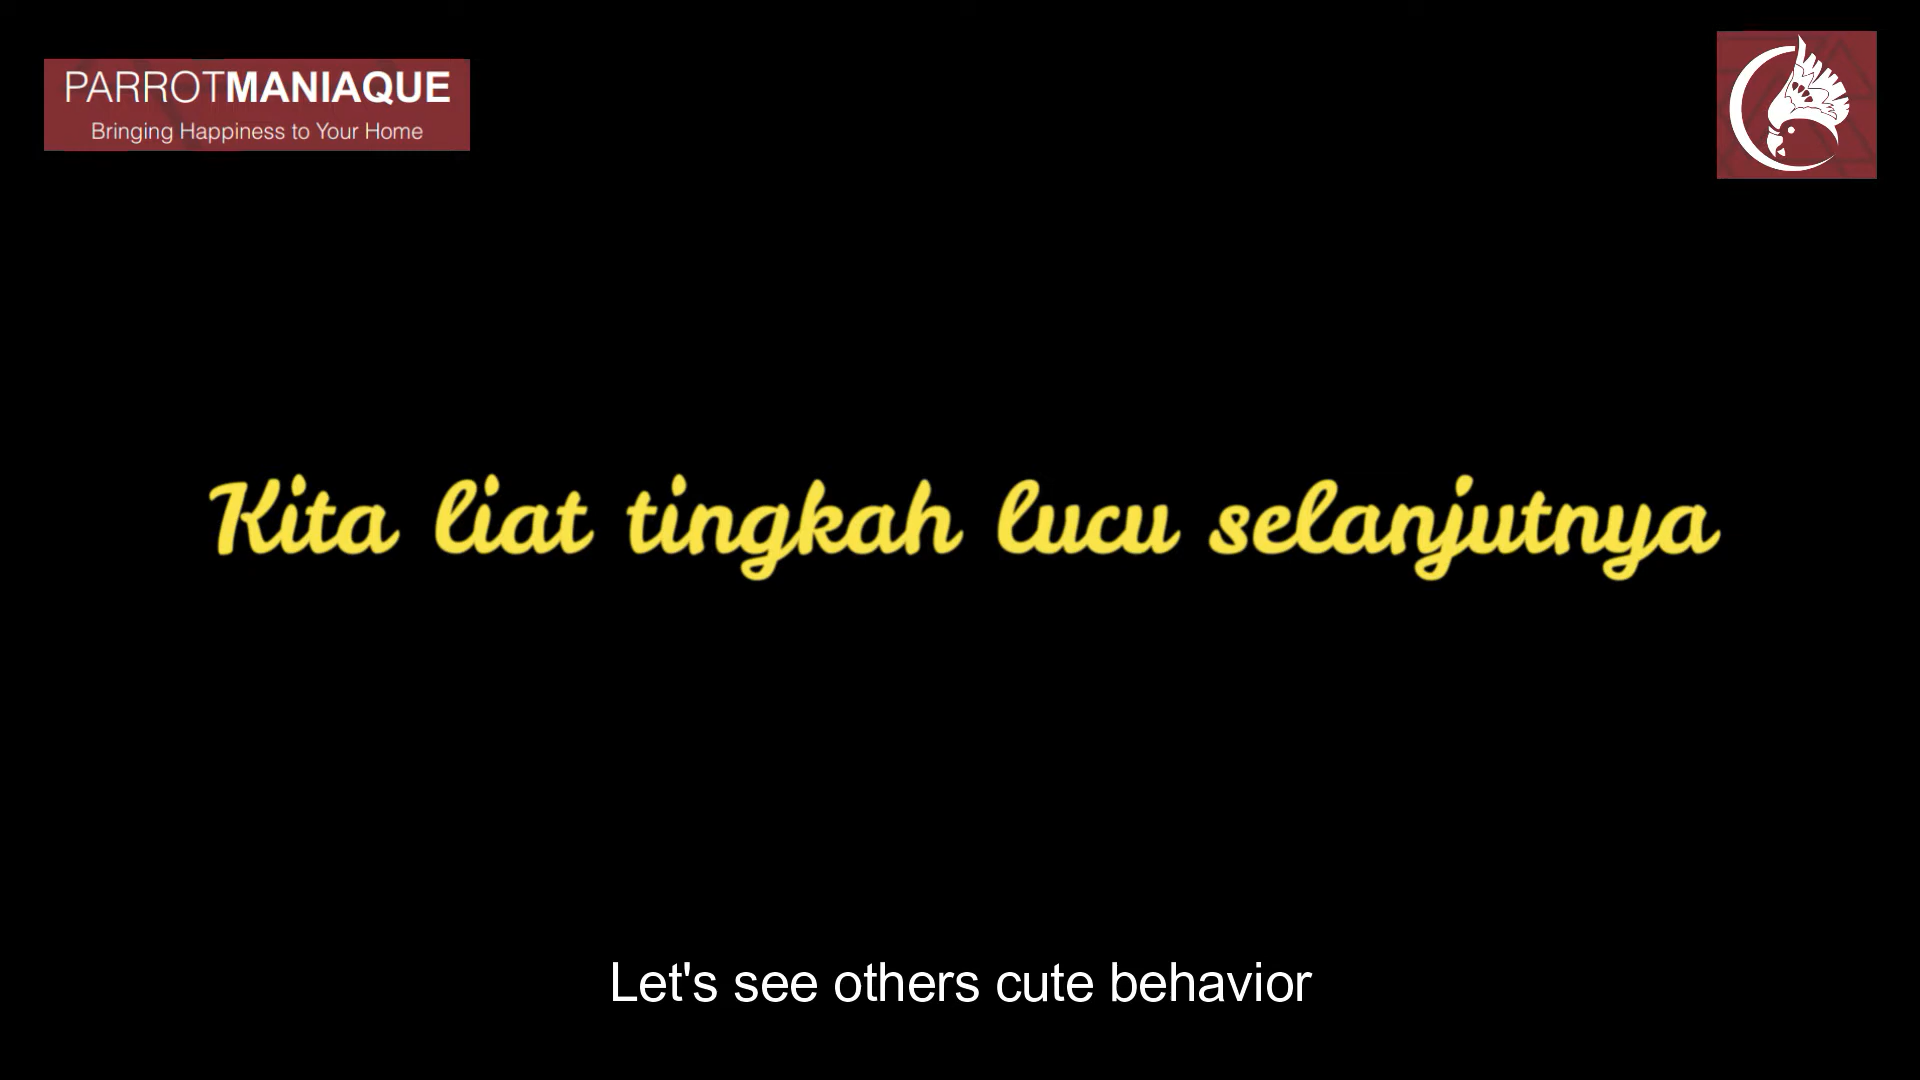 PARROTMANIAQUE
Bringing Happiness to Your Home
Kita liat tingkah lucu selanjutnya
Let's see others cute behavior